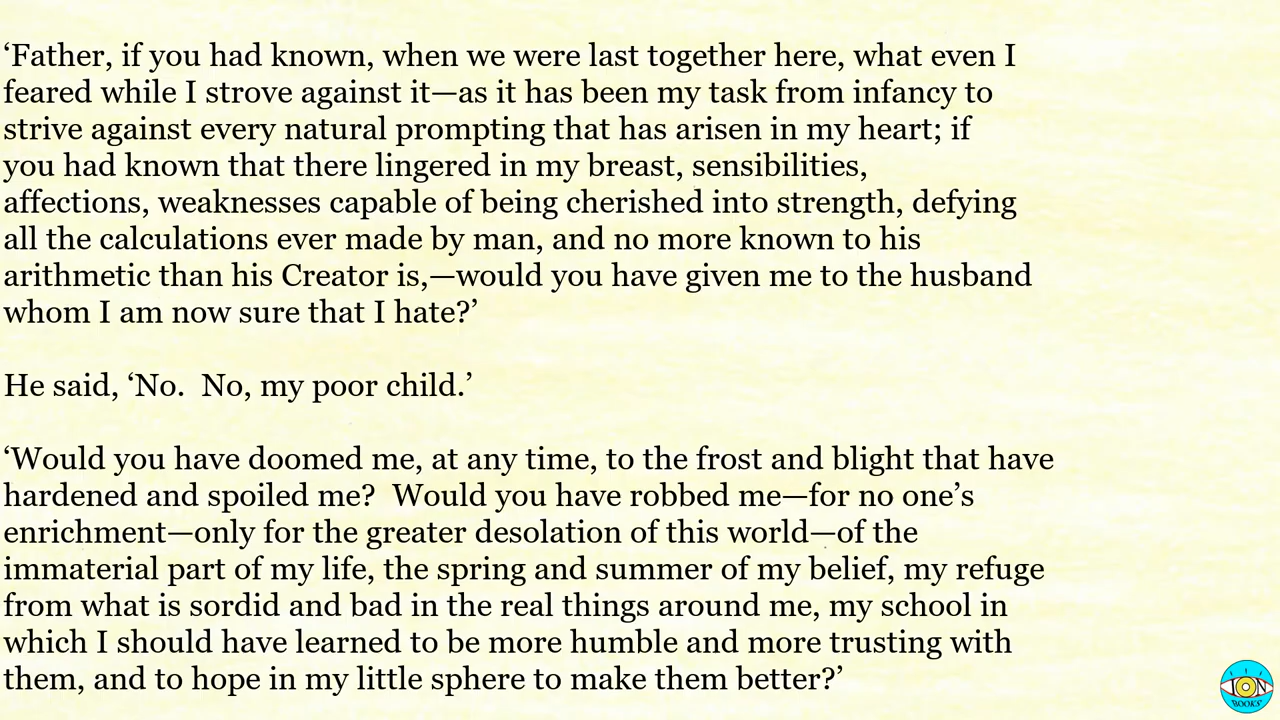 ‘Father, if you had known, when we were last together here, what even I
feared while I strove against it—as it has been my task from infancy to
strive against every natural prompting that has arisen in my heart; if
you had known that there lingered in my breast, sensibilities,
affections, weaknesses capable of being cherished into strength, defying
all the calculations ever made by man, and no more known to his
arithmetic than his Creator is,—would you have given me to the husband
whom I am now sure that I hate?’
He said, ‘No.  No, my poor child.’
‘Would you have doomed me, at any time, to the frost and blight that have
hardened and spoiled me?  Would you have robbed me—for no one’s
enrichment—only for the greater desolation of this world—of the
immaterial part of my life, the spring and summer of my belief, my refuge
from what is sordid and bad in the real things around me, my school in
which I should have learned to be more humble and more trusting with
them, and to hope in my little sphere to make them better?’
ION
BOOKS